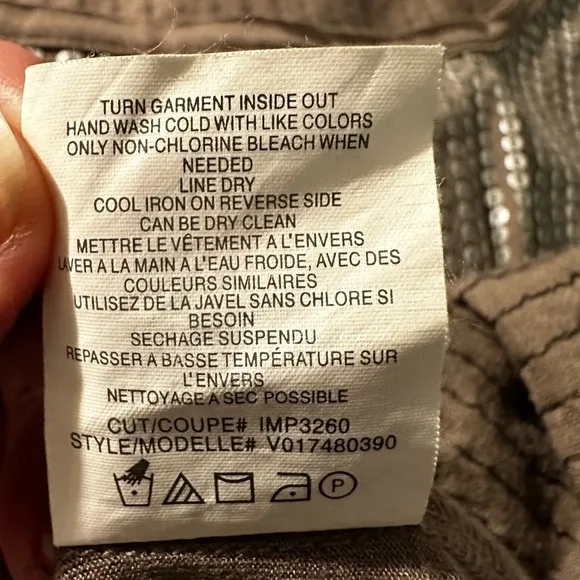 TURN GARMENT INSIDE OUT
HAND WASH COLD WITH LIKE COLORS
ONLY NON-CHLORINE BLEACH WHEN
NEEDED
LINE DRY
COOL IRON ON REVERSE SIDE
CAN BE DRY CLEAN
METTRE LE VÊTEMENT A L'ENVERS
LAVER A LA MAIN A L'EAU FROIDE, AVEC DES
COULEURS SIMILAIRES
UTILISEZ DE LA JAVEL SANS CHLORE SI
BESOIN
SECHAGE SUSPENDU
REPASSER A BASSE TEMPÉRATURE SUR
L'ENVERS
NETTOYAGE A SEC POSSIBLE
CUT/COUPE# IMP3260
STYLE/MODELLE# V017480390
P